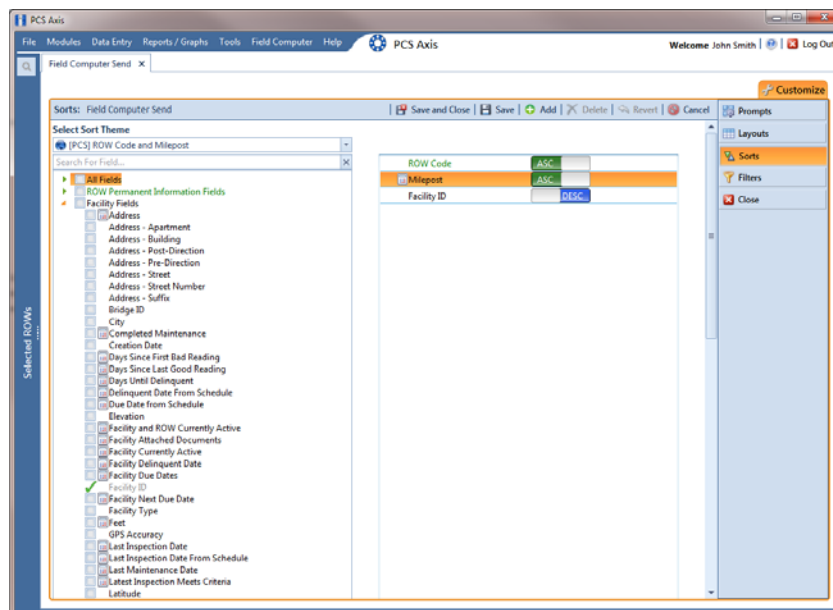 PCS Axis
File Modules Data Entry Reports / Graphs Tools Field Computer Help
PCS Axis
Welcome John Smith | Log Out
Field Computer Send X
Customize
Sorts: Field Computer Send
Save and Close | Save | Add | Delete | Revert | Cancel
Prompts
Layouts
Sorts
Filters
Close
Select Sort Theme
[PCS] ROW Code and Milepost
Search For Field...
All Fields
ROW Permanent Information Fields
Facility Fields
Address
Address - Apartment
Address - Building
Address - Post-Direction
Address - Pre-Direction
Address - Street
Address - Street Number
Address - Suffix
Bridge ID
City
Completed Maintenance
Creation Date
Days Since First Bad Reading
Days Since Last Good Reading
Days Until Delinquent
Delinquent Date From Schedule
Due Date from Schedule
Elevation
Facility and ROW Currently Active
Facility Attached Documents
Facility Currently Active
Facility Delinquent Date
Facility Due Dates
Facility ID
Facility Next Due Date
Facility Type
Feet
GPS Accuracy
Last Inspection Date
Last Inspection Date From Schedule
Last Maintenance Date
Latest Inspection Meets Criteria
Latitude
ROW Code ASC
Milepost ASC
Facility ID DESC
Selected ROWs